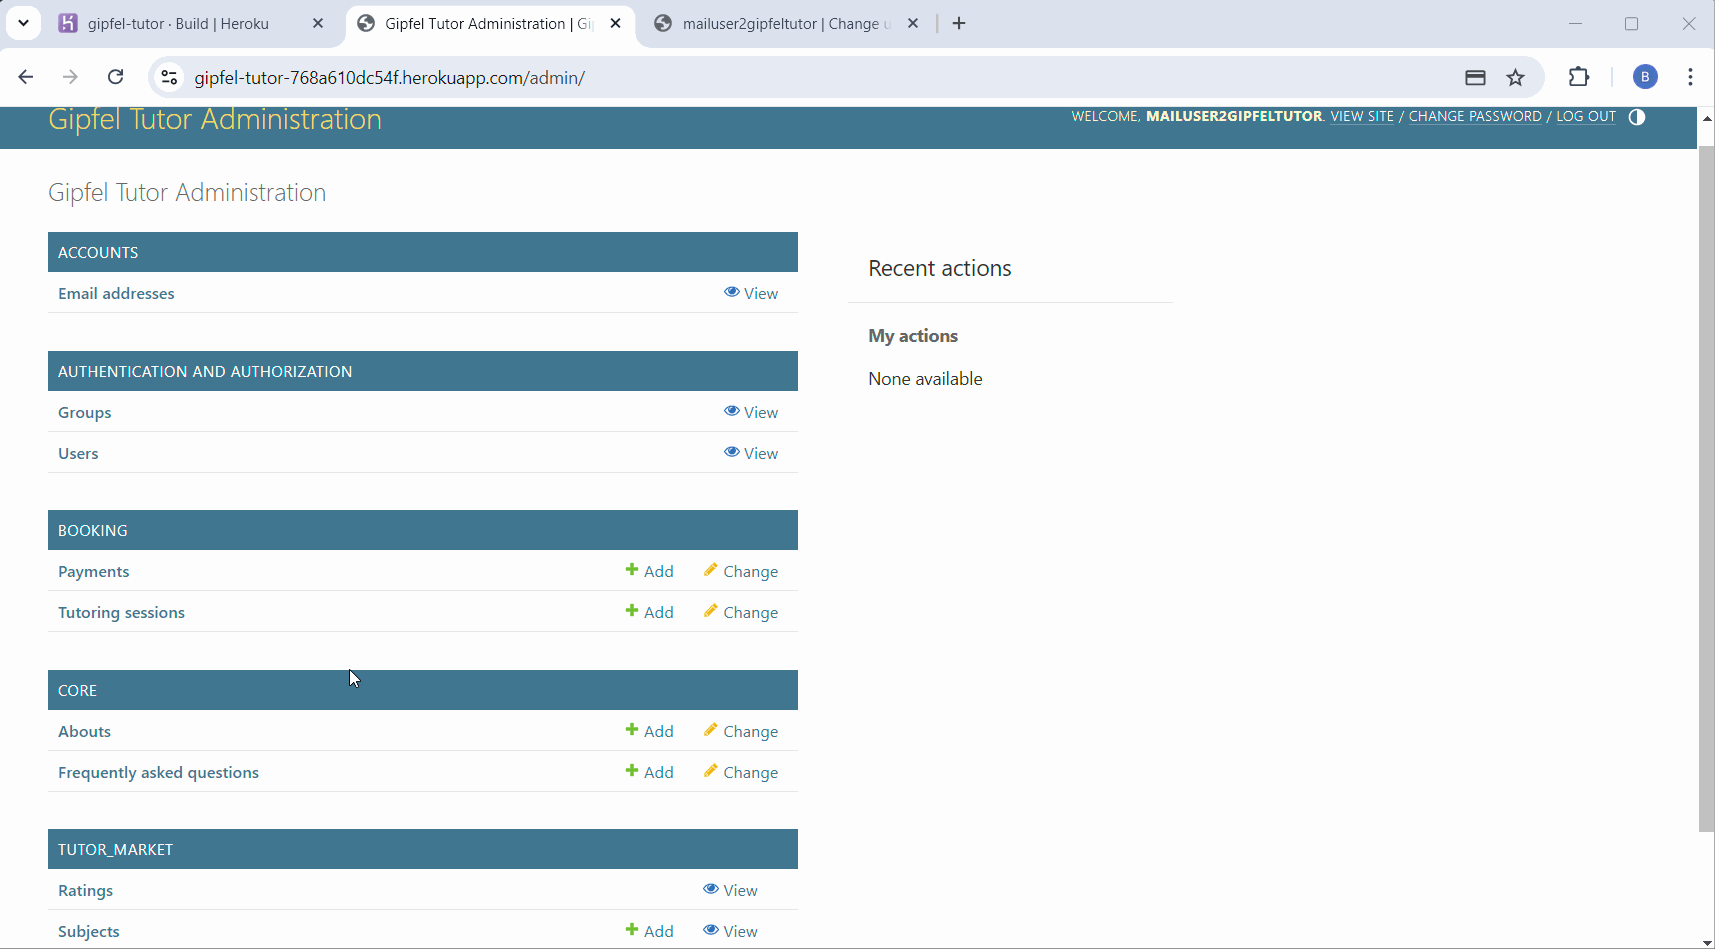 gipfel-tutor · Build | Heroku
Gipfel Tutor Administration | Gi
mailuser2gipfeltutor | Change u
gipfel-tutor-768a610dc54f.herokuapp.com/admin/
B
Gipfel Tutor Administration
WELCOME, MAILUSER2GIPFELTUTOR. VIEW SITE / CHANGE PASSWORD / LOG OUT
Gipfel Tutor Administration
ACCOUNTS
Email addresses View
AUTHENTICATION AND AUTHORIZATION
Groups View
Users View
BOOKING
Payments Add Change
Tutoring sessions Add Change
CORE
Abouts Add Change
Frequently asked questions Add Change
TUTOR_MARKET
Ratings View
Subjects Add View
Recent actions
My actions
None available